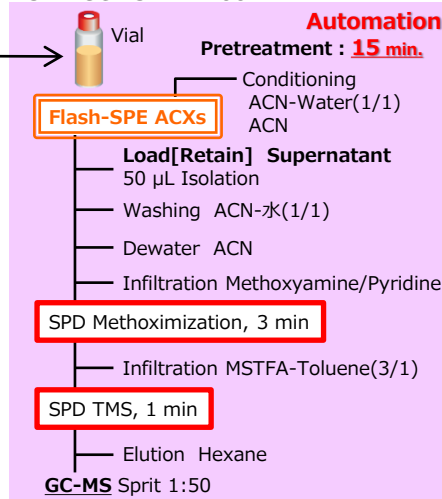 Automation
Vial
Pretreatment : 15 min.
Conditioning
ACN-Water(1/1)
ACN
Flash-SPE ACXs
Load[Retain] Supernatant
50 µL Isolation
Washing ACN-水(1/1)
Dewater ACN
Infiltration Methoxyamine/Pyridine
SPD Methoximization, 3 min
Infiltration MSTFA-Toluene(3/1)
SPD TMS, 1 min
Elution Hexane
GC-MS Sprit 1:50